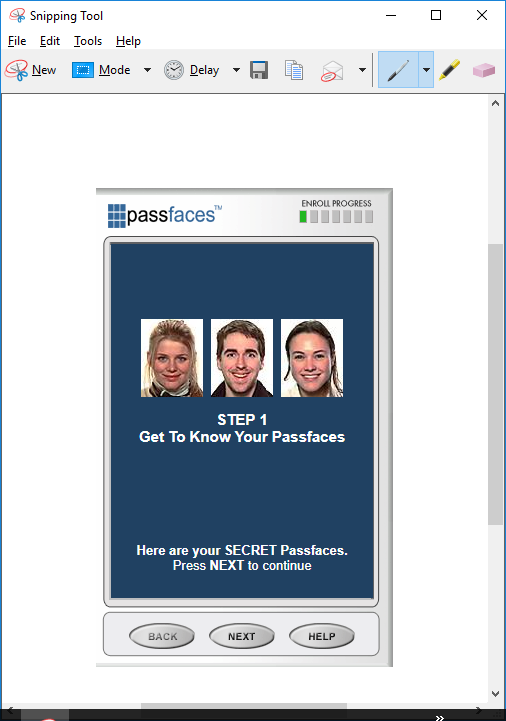 Snipping Tool
File Edit Tools Help
New Mode Delay
passfaces™
ENROLL PROGRESS
STEP 1
Get To Know Your Passfaces
Here are your SECRET Passfaces.
Press NEXT to continue
BACK NEXT HELP